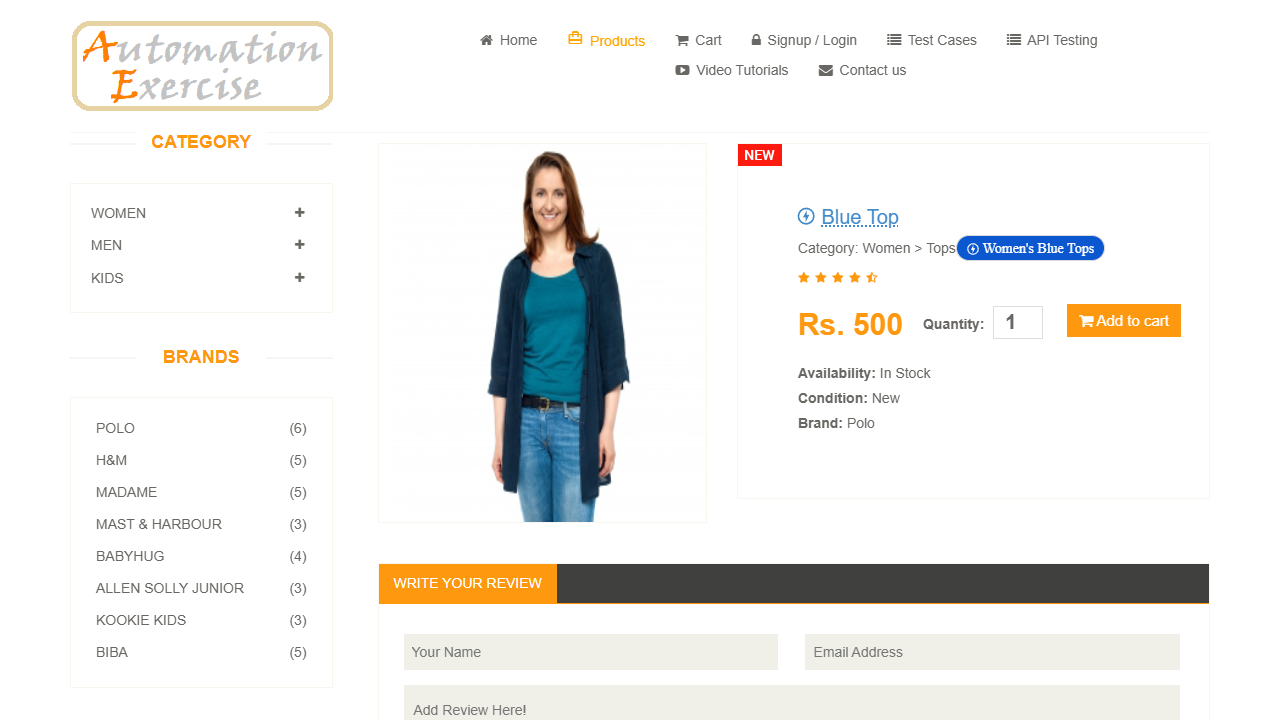 Automation
Exercise
Home
Products
Cart
Signup / Login
Test Cases
API Testing
Video Tutorials
Contact us
CATEGORY
WOMEN
MEN
KIDS
BRANDS
POLO (6)
H&M (5)
MADAME (5)
MAST & HARBOUR (3)
BABYHUG (4)
ALLEN SOLLY JUNIOR (3)
KOOKIE KIDS (3)
BIBA (5)
NEW
Blue Top
Category: Women > Tops Women's Blue Tops
Rs. 500 Quantity: 1 Add to cart
Availability: In Stock
Condition: New
Brand: Polo
WRITE YOUR REVIEW
Your Name
Email Address
Add Review Here!